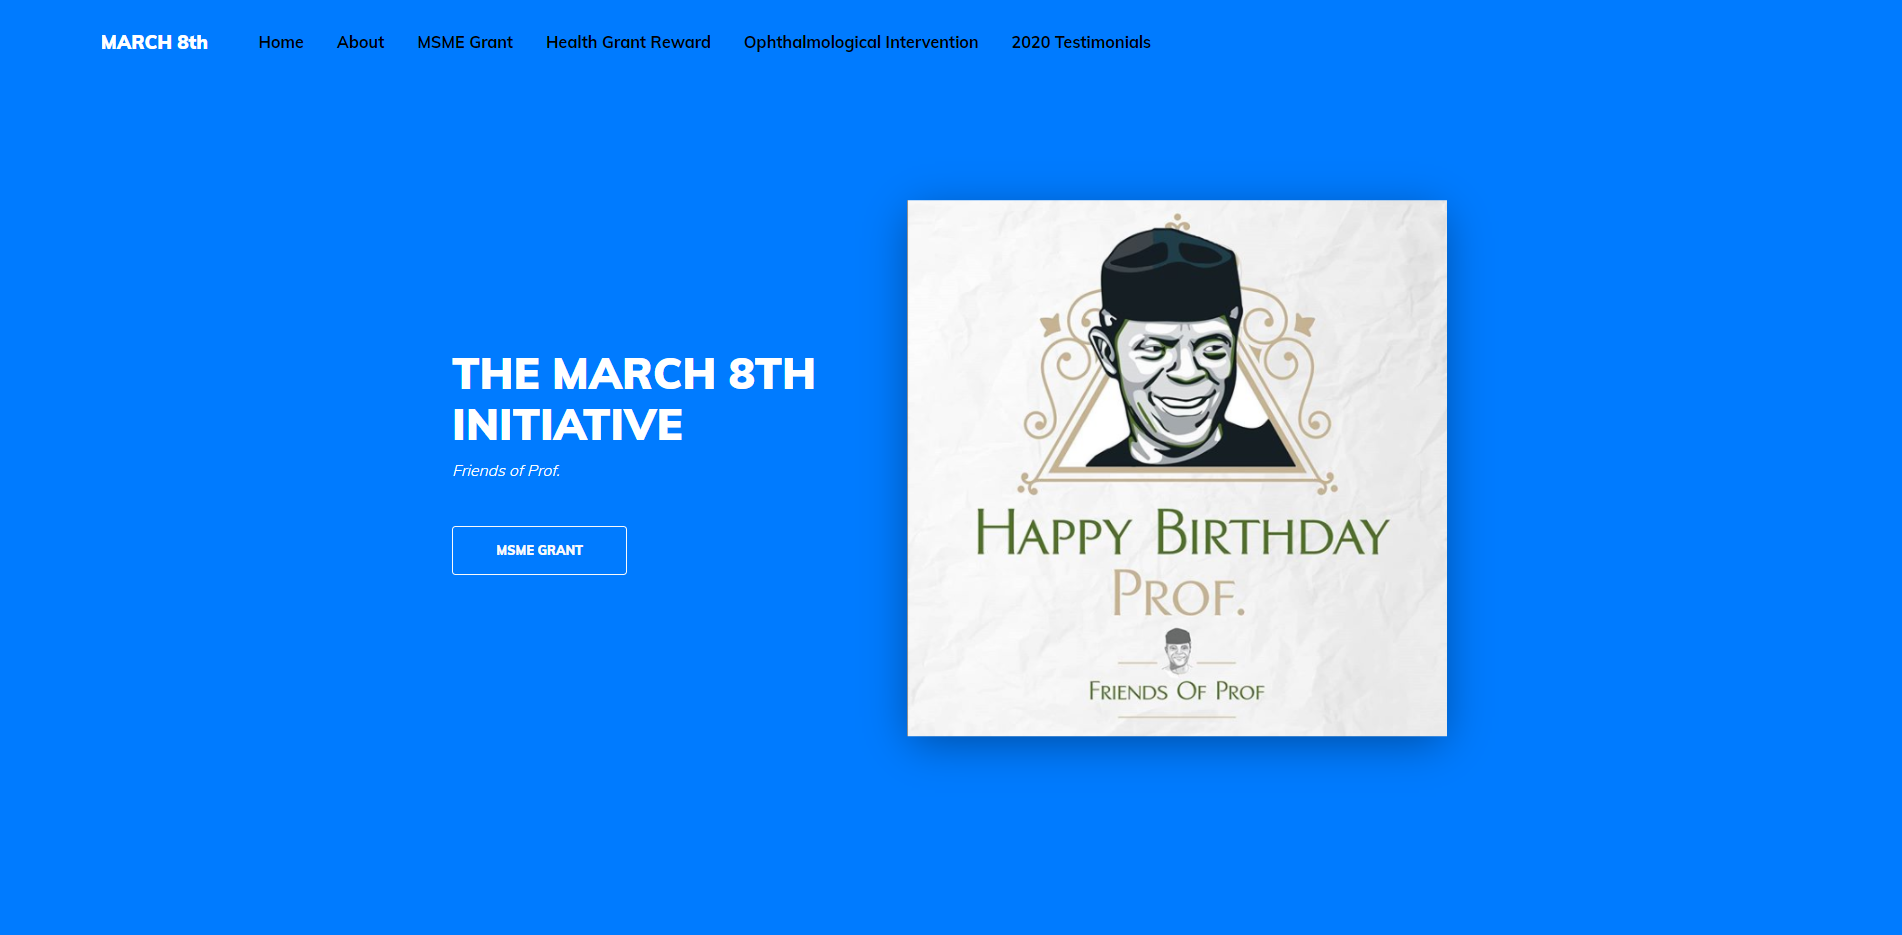 MARCH 8th
Home
About
MSME Grant
Health Grant Reward
Ophthalmological Intervention
2020 Testimonials
THE MARCH 8TH
INITIATIVE
Friends of Prof.
MSME GRANT
HAPPY BIRTHDAY
PROF.
FRIENDS OF PROF